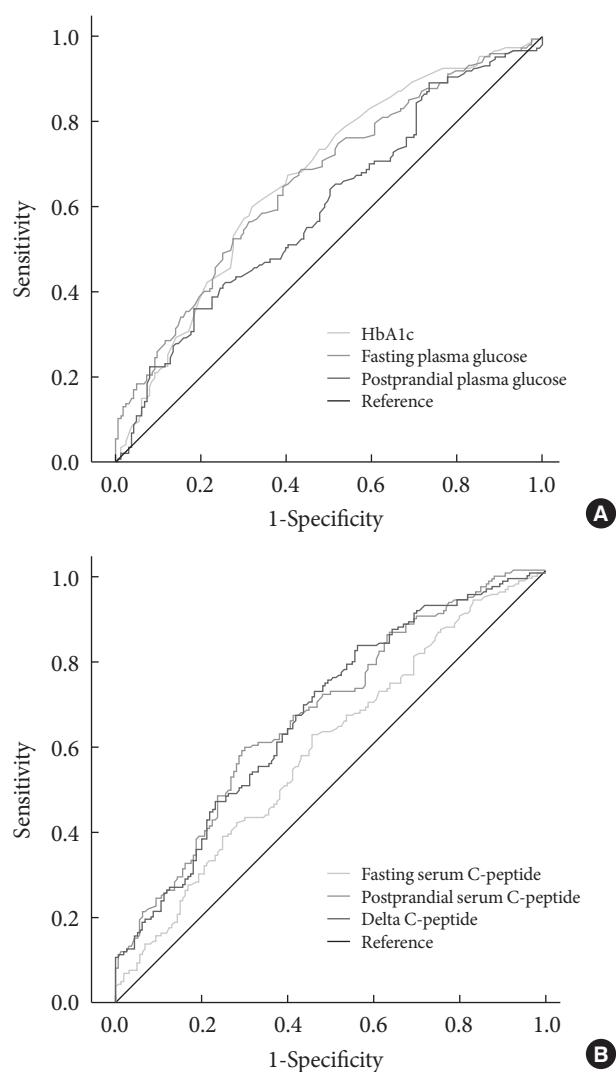 1.0
0.8
0.6
0.4
0.2
0.0
Sensitivity
HbA1c
Fasting plasma glucose
Postprandial plasma glucose
Reference
0.0 0.2 0.4 0.6 0.8 1.0
1-Specificity
A
1.0
0.8
0.6
0.4
0.2
0.0
Sensitivity
Fasting serum C-peptide
Postprandial serum C-peptide
Delta C-peptide
Reference
0.0 0.2 0.4 0.6 0.8 1.0
1-Specificity
B